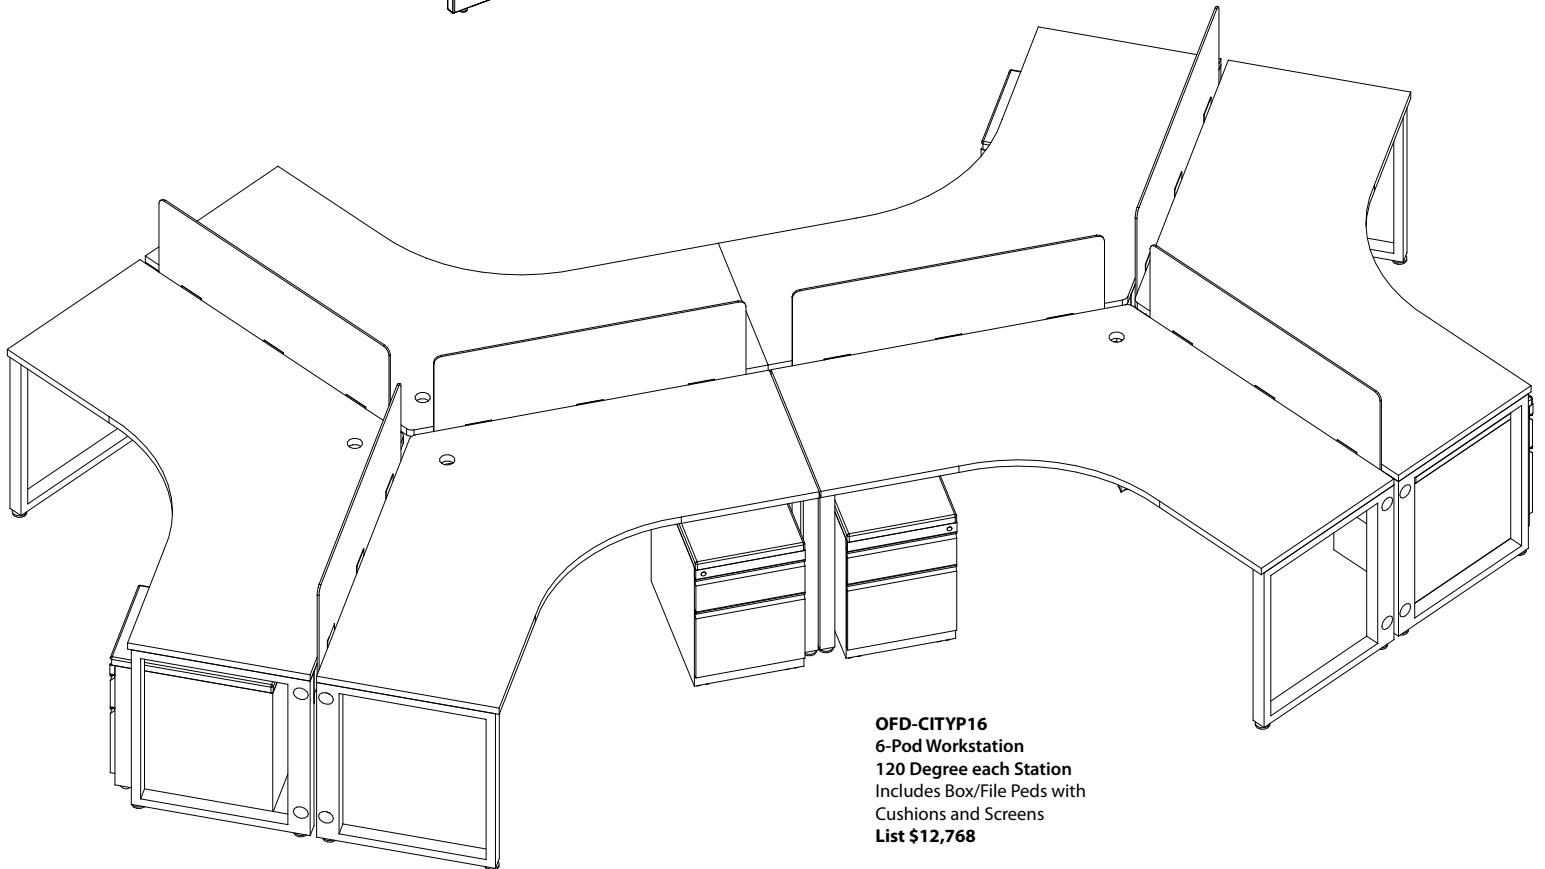 OFD-CITYP16
6-Pod Workstation
120 Degree each Station
Includes Box/File Peds with
Cushions and Screens
List $12,768